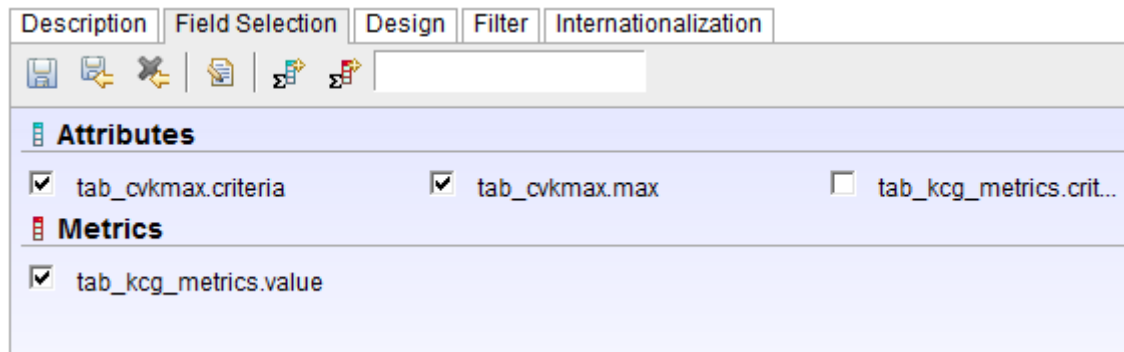 Description Field Selection Design Filter Internationalization
Attributes
tab_cvkmax.criteria tab_cvkmax.max tab_kcg_metrics.crit...
Metrics
tab_kcg_metrics.value